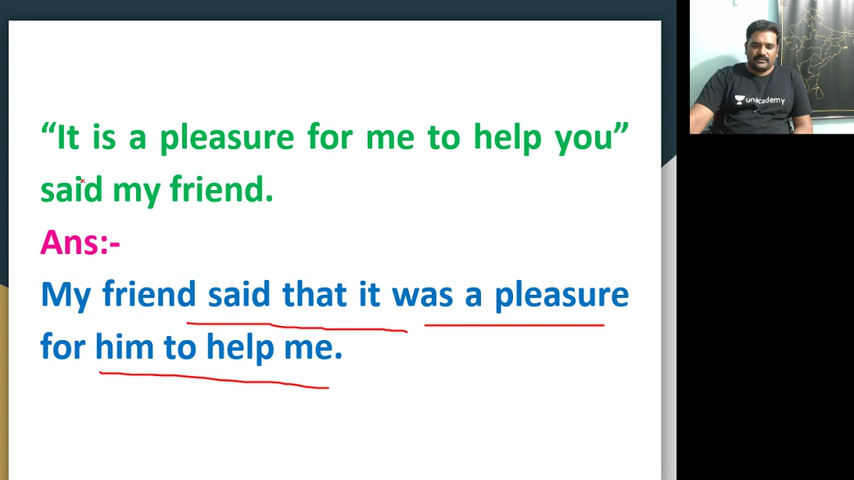 “It is a pleasure for me to help you”
said my friend.
Ans:-
My friend said that it was a pleasure
for him to help me.
unacademy